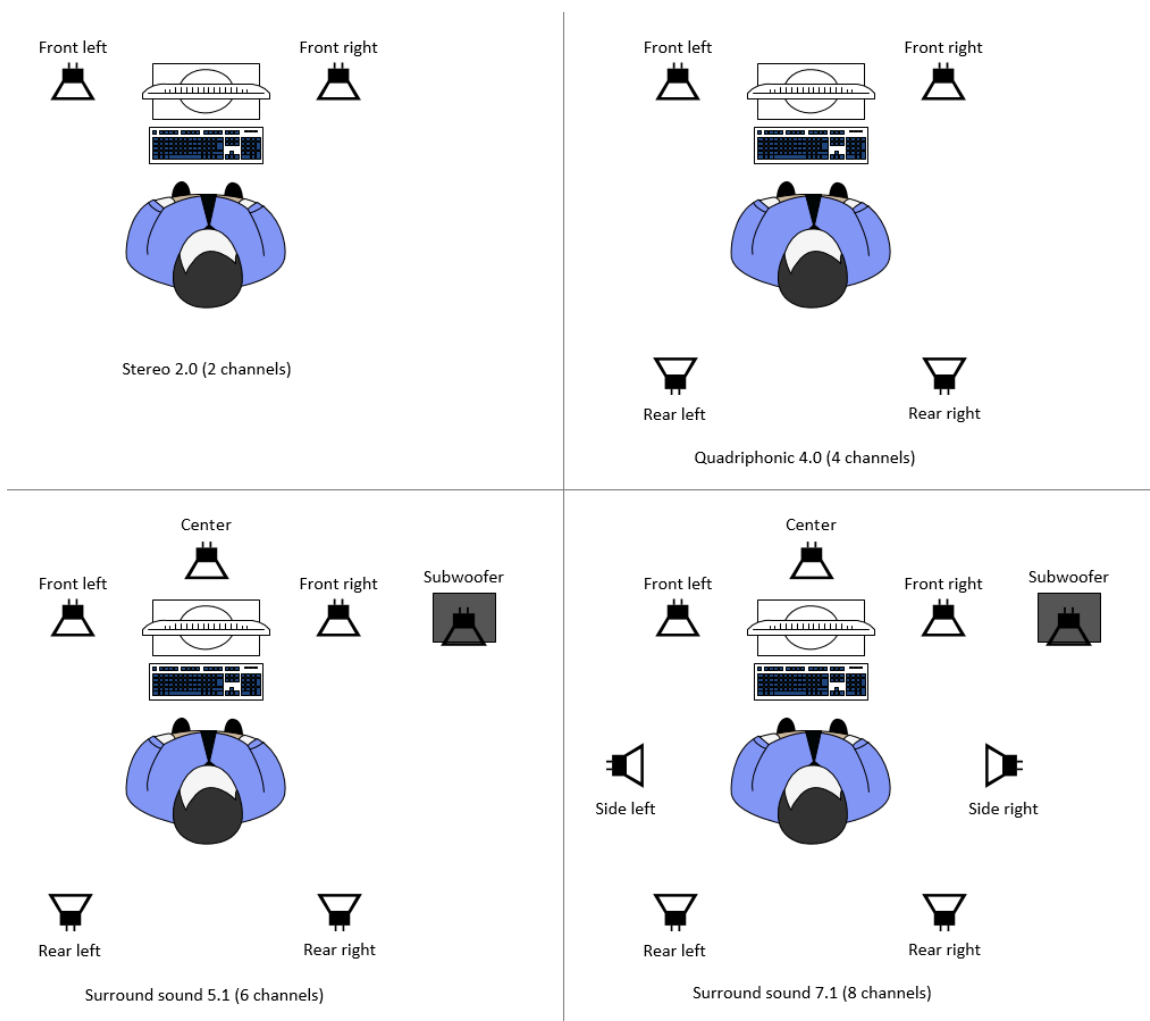 Front left
Front right
Stereo 2.0 (2 channels)
Front left
Front right
Rear left
Rear right
Quadriphonic 4.0 (4 channels)
Center
Front left
Front right
Subwoofer
Rear left
Rear right
Surround sound 5.1 (6 channels)
Center
Front left
Front right
Subwoofer
Side left
Side right
Rear left
Rear right
Surround sound 7.1 (8 channels)